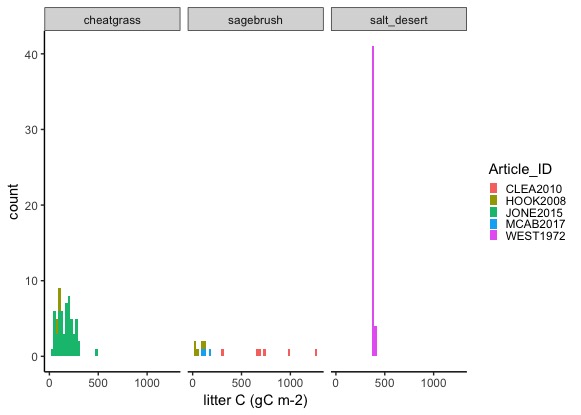 cheatgrass
sagebrush
salt_desert
40
30
20
10
0
count
0 500 1000
0 500 1000
0 500 1000
litter C (gC m-2)
Article_ID
CLEA2010
HOOK2008
JONE2015
MCAB2017
WEST1972